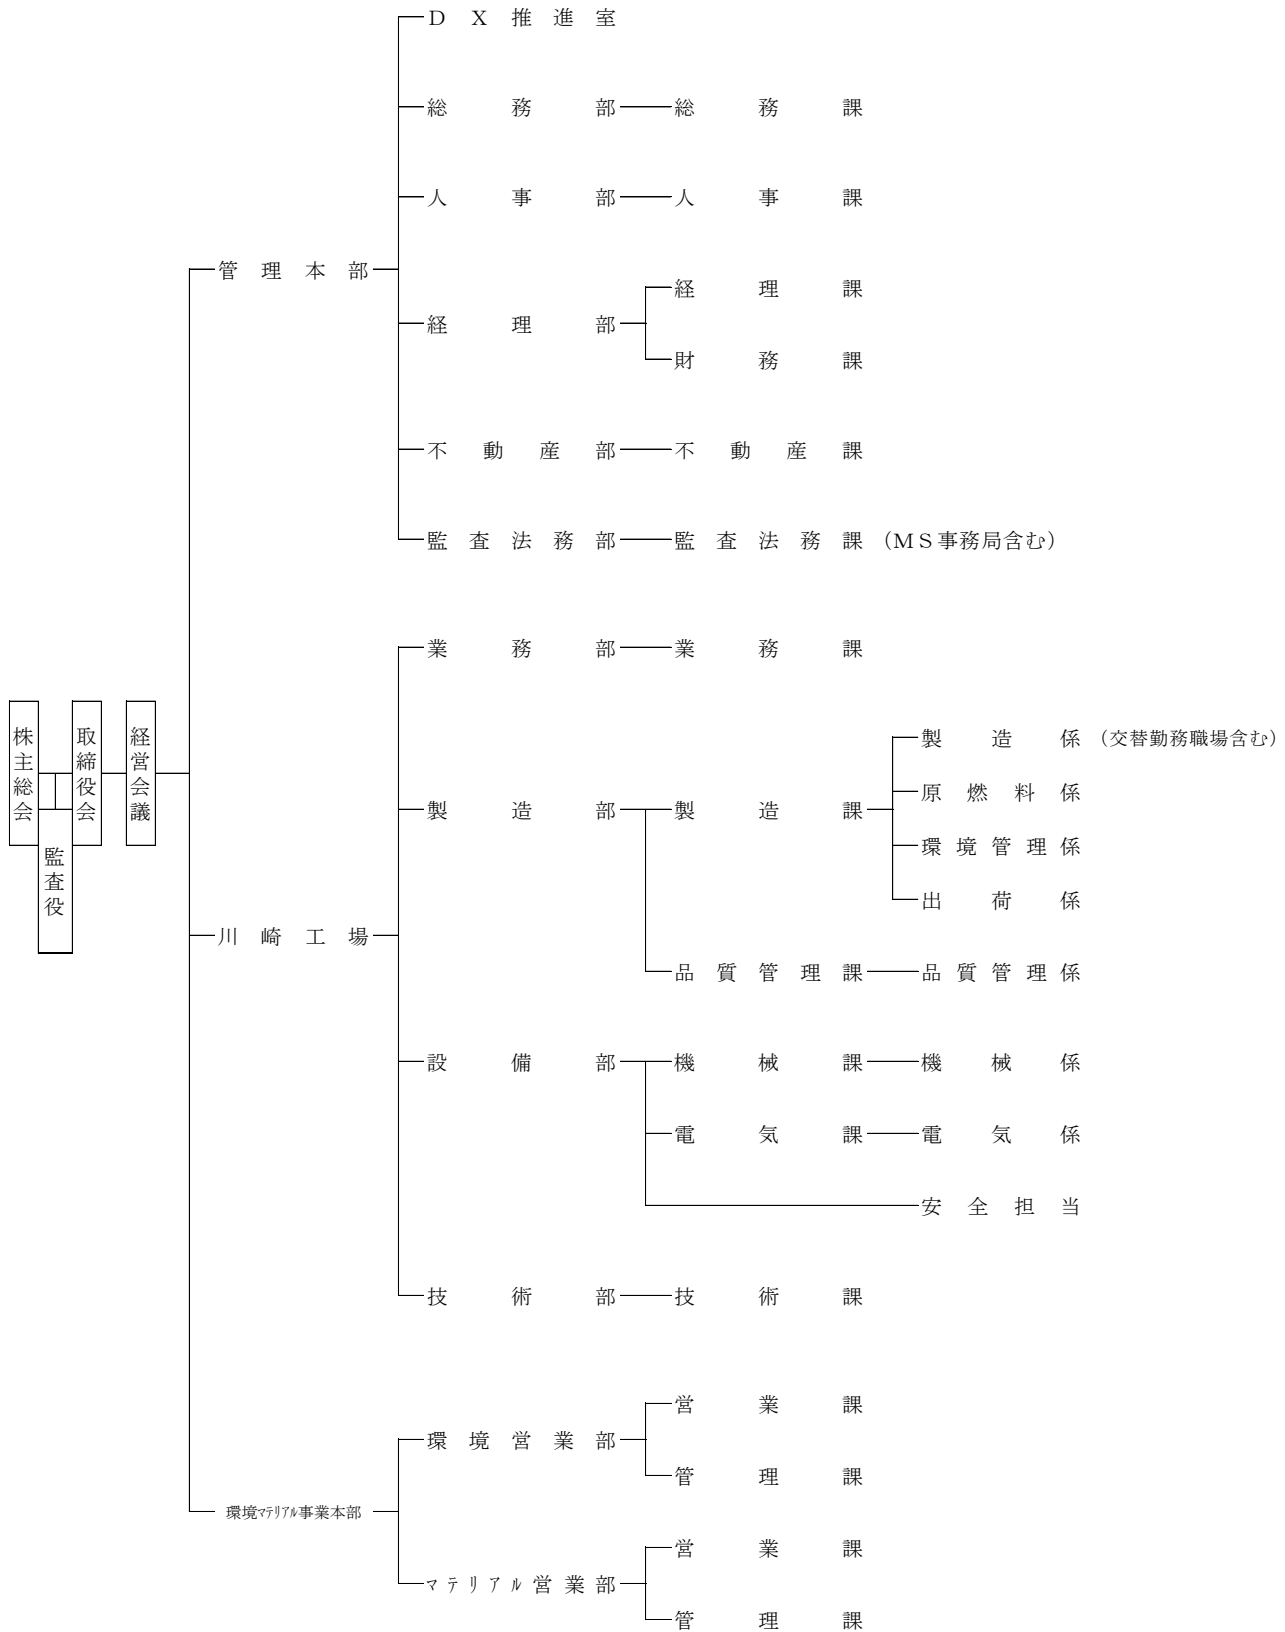 DX推進室
総務部 総務課
人事部 人事課
管理本部
経理課
経理部
財務課
不動産部 不動産課
監査法務部 監査法務課 (MS事務局含む)
業務部 業務課
株主総会
取締役会
経営会議
監査役
製造係 (交替勤務職場含む)
原燃料係
製造部 製造課
環境管理係
出荷係
川崎工場
品質管理課 品質管理係
設備部 機械課 機械係
電気課 電気係
安全担当
技術部 技術課
営業課
環境営業部
管理課
環境マテリアル事業本部
営業課
マテリアル営業部
管理課